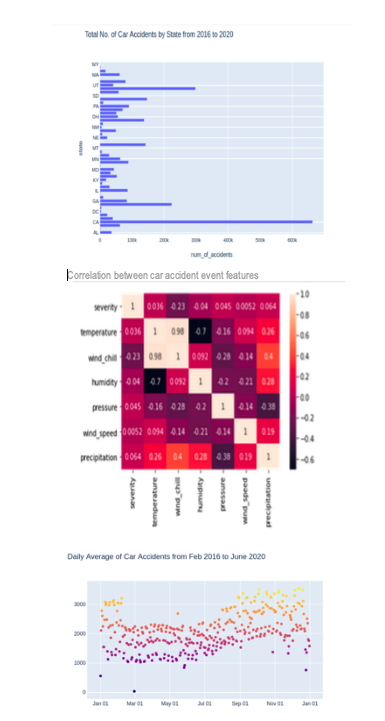 Total No. of Car Accidents by State from 2016 to 2020
WY
WA
UT
SD
PA
OH
NM
NE
MT
MN
MD
KY
IL
GA
DC
CA
AL
0 100k 200k 300k 400k 500k 600k
num_of_accidents
Correlation between car accident event features
severity 1 0.036 -0.23 -0.04 0.045 0.0052 0.064
temperature 0.036 1 0.98 -0.7 -0.16 0.094 0.26
wind_chill -0.23 0.98 1 0.092 -0.28 -0.14 0.4
humidity -0.04 -0.7 0.092 1 -0.2 -0.21 0.28
pressure 0.045 -0.16 -0.28 -0.2 1 -0.14 -0.38
wind_speed 0.0052 0.094 -0.14 -0.21 -0.14 1 0.19
precipitation 0.064 0.26 0.4 0.28 -0.38 0.19 1
1.0
0.8
0.6
0.4
0.2
0.0
-0.2
-0.4
-0.6
severity temperature wind_chill humidity pressure wind_speed precipitation
Daily Average of Car Accidents from Feb 2016 to June 2020
3000
2000
1000
0
Jan 01 Mar 01 May 01 Jul 01 Sep 01 Nov 01 Jan 01